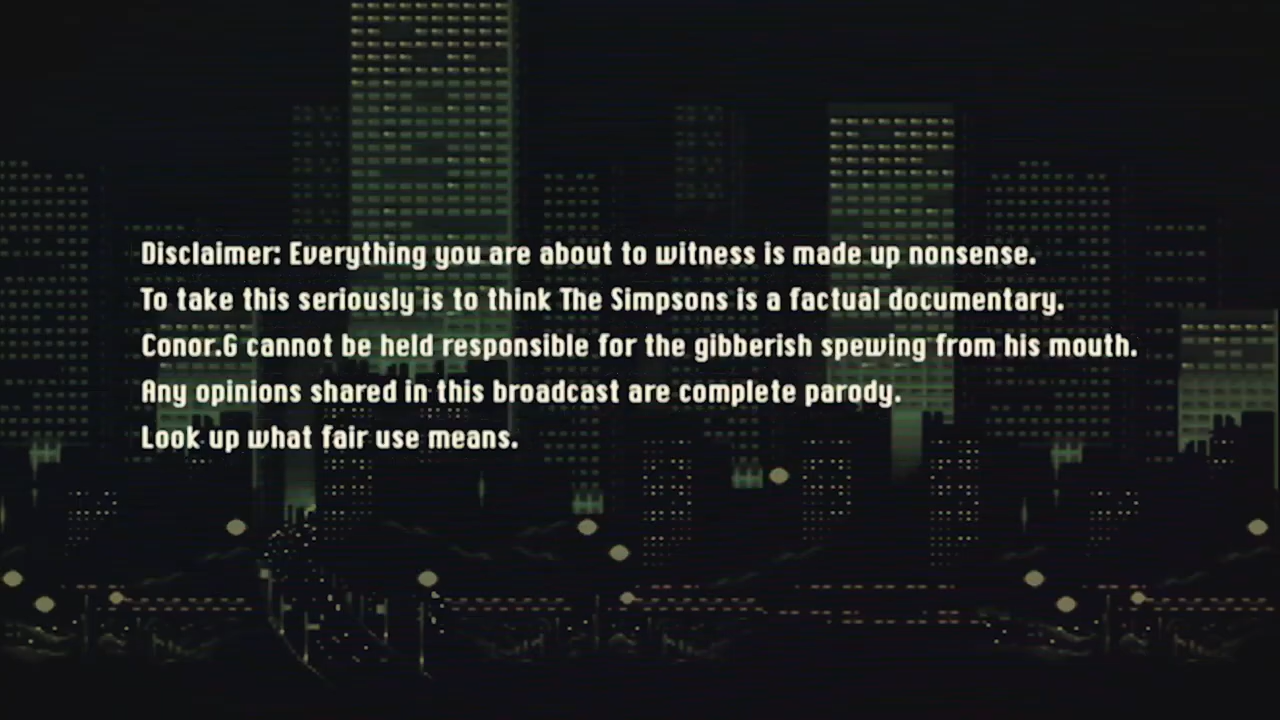 Disclaimer: Everything you are about to witness is made up nonsense.
To take this seriously is to think The Simpsons is a factual documentary.
Conor.G cannot be held responsible for the gibberish spewing from his mouth.
Any opinions shared in this broadcast are complete parody.
Look up what fair use means.